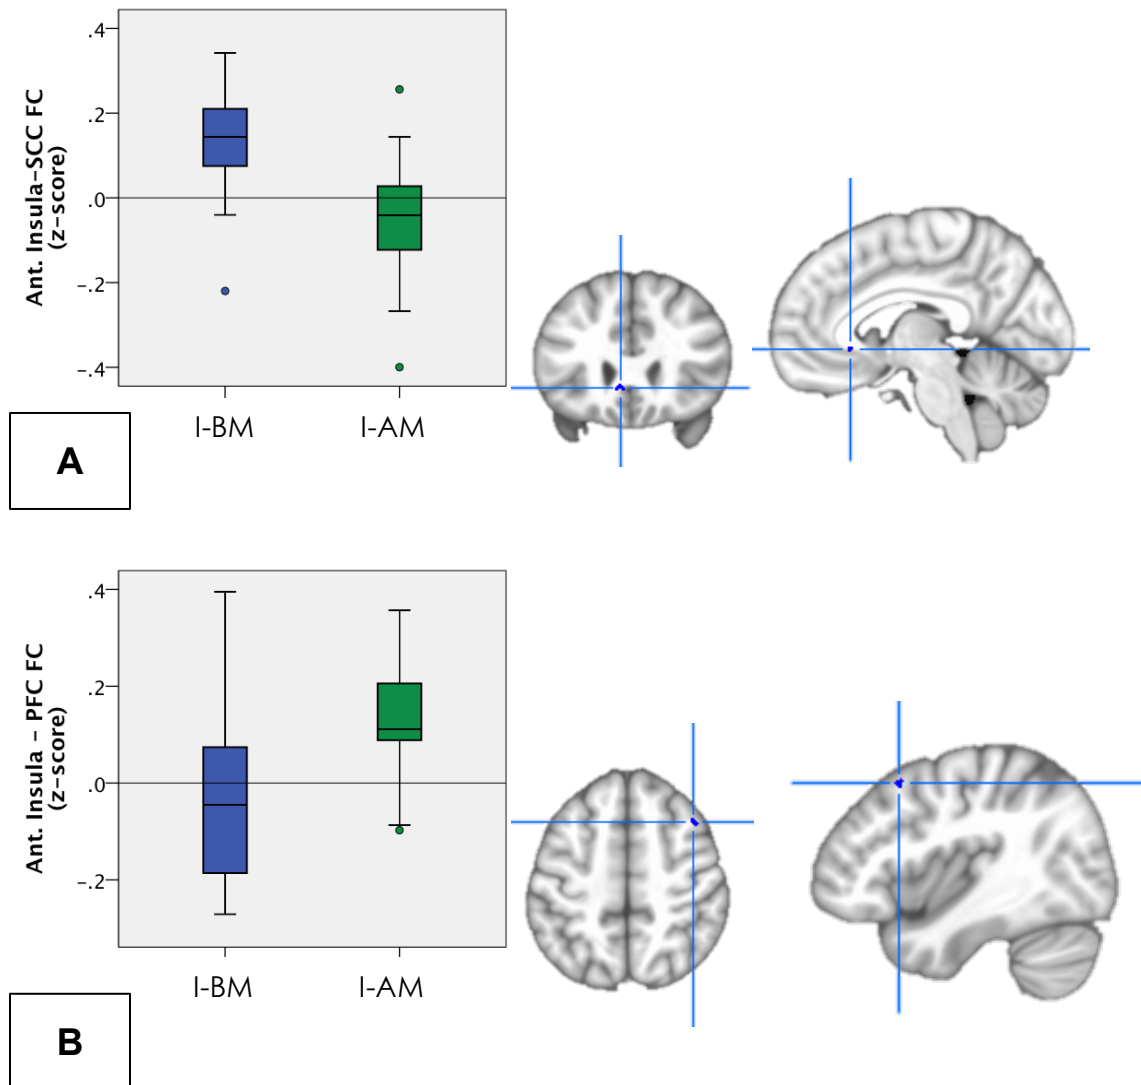 .4
.2
.0
-.2
-.4
Ant. Insula-SCC FC
(z-score)
I-BM I-AM
A
.4
.2
.0
-.2
Ant. Insula - PFC FC
(z-score)
I-BM I-AM
B